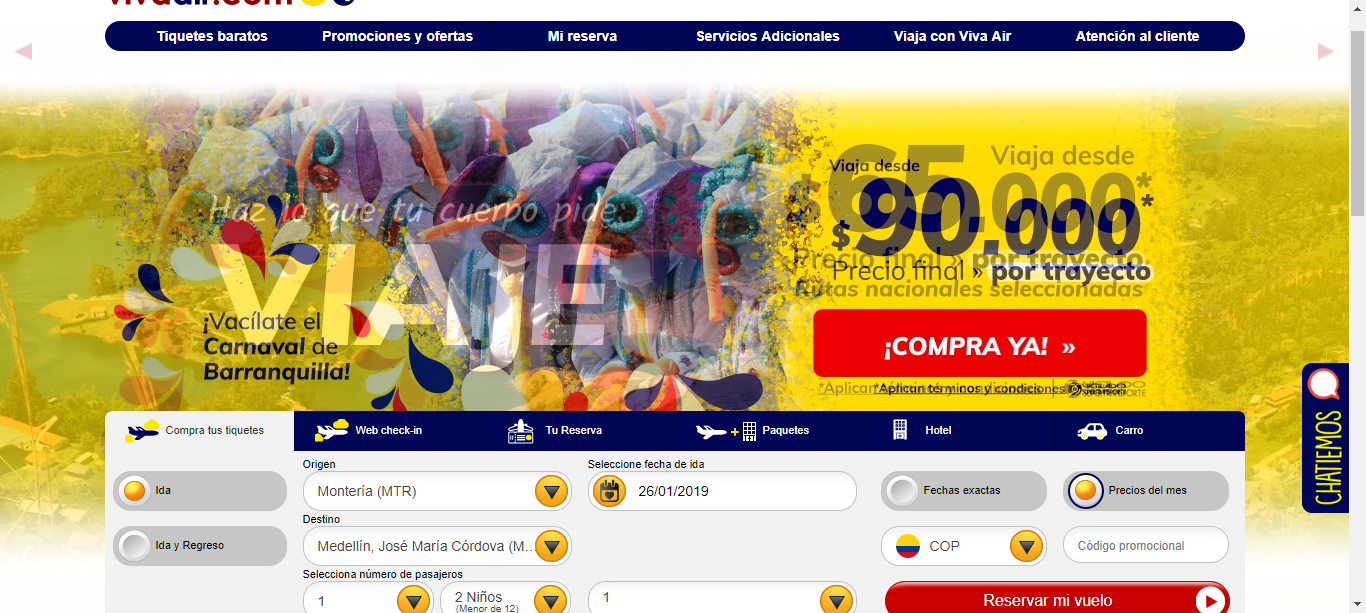 vivaair.com
Tiquetes baratos
Promociones y ofertas
Mi reserva
Servicios Adicionales
Viaja con Viva Air
Atención al cliente
Haz lo que tu cuerpo pide:
VIAJE
¡Vacílate el
Carnaval de
Barranquilla!
Viaja desde
$65.000*
Precio final » por trayecto
Rutas nacionales seleccionadas
Viaja desde
$90.000*
Precio final » por trayecto
¡COMPRA YA! »
*Aplican términos y condiciones
CHATIEMOS
Compra tus tiquetes
Web check-in
Tu Reserva
Paquetes
Hotel
Carro
Origen
Seleccione fecha de ida
Ida
Montería (MTR)
26/01/2019
Fechas exactas
Precios del mes
Destino
Ida y Regreso
Medellín, José María Córdova (M...
COP
Código promocional
Selecciona número de pasajeros
1
2 Niños
(Menor de 12)
1
Reservar mi vuelo